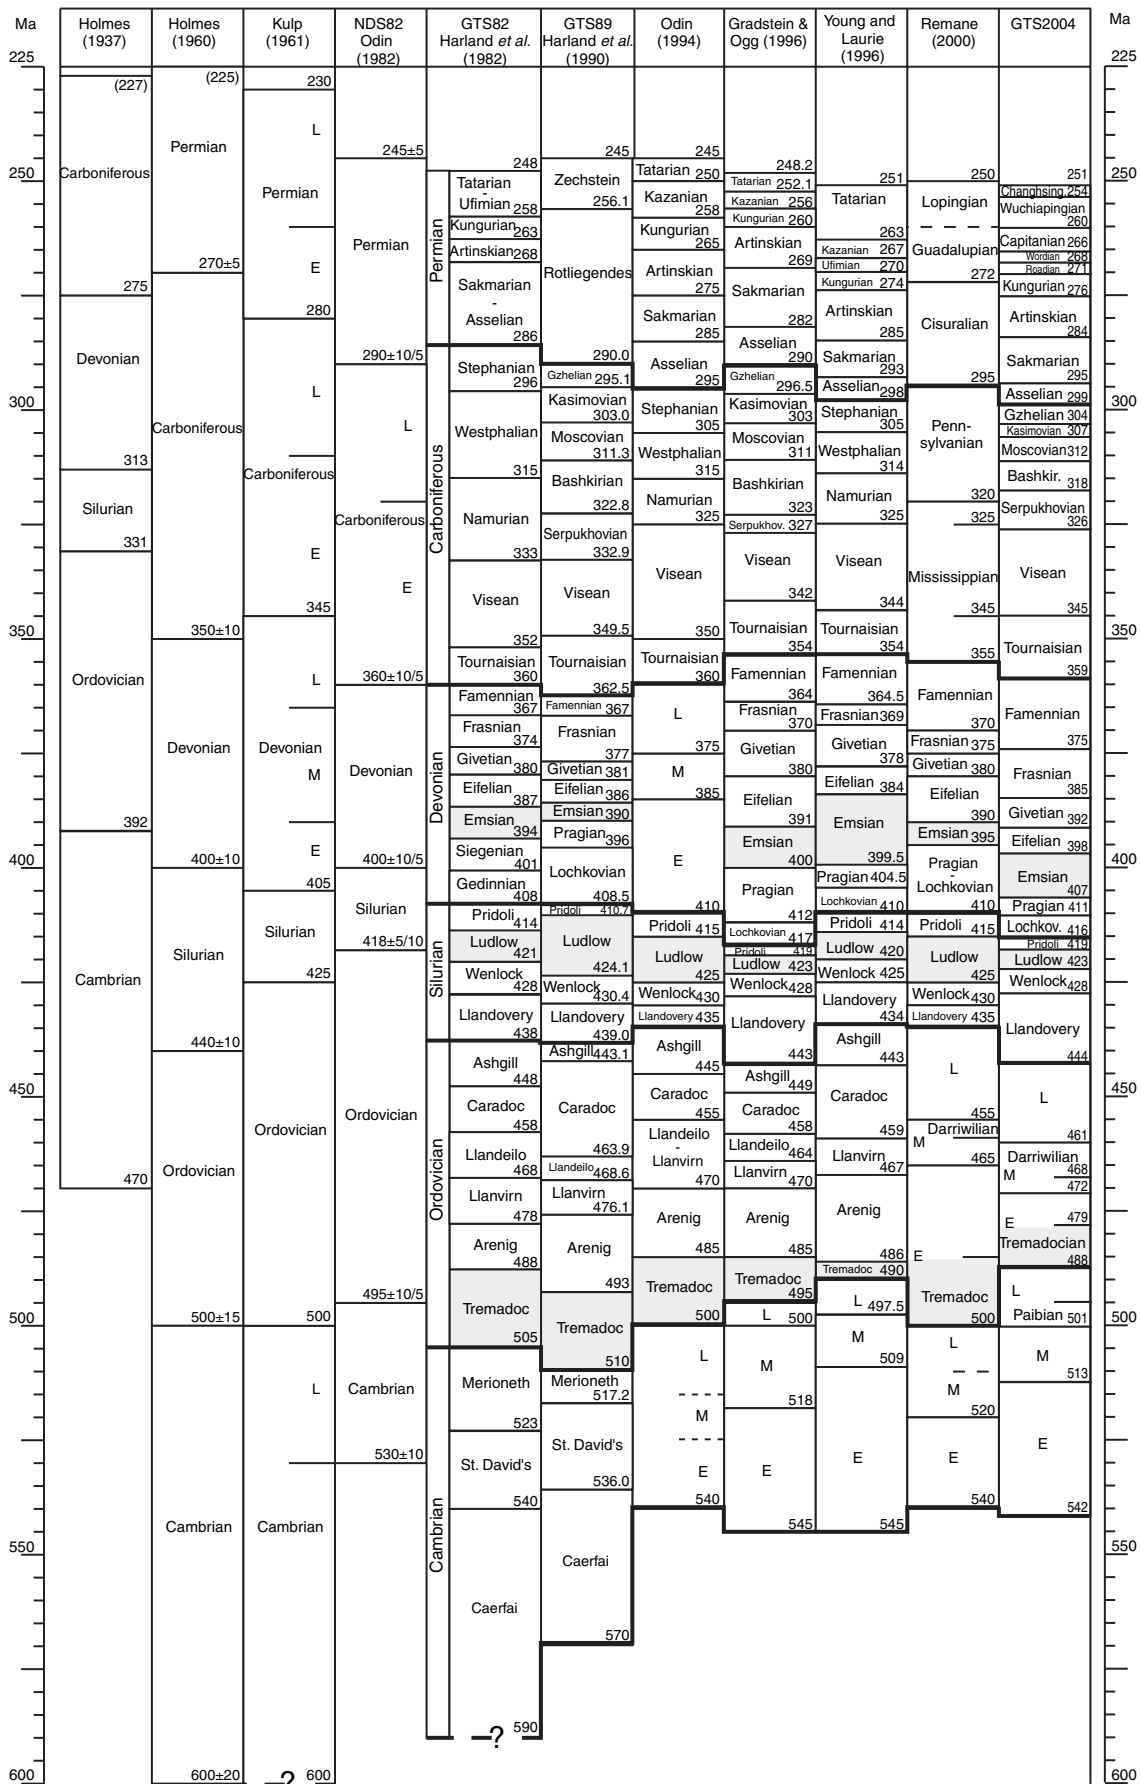 Ma
Holmes
(1937)
Holmes
(1960)
Kulp
(1961)
NDS82
Odin
(1982)
GTS82
Harland et al.
(1982)
GTS89
Harland et al.
(1990)
Odin
(1994)
Gradstein &
Ogg (1996)
Young and
Laurie
(1996)
Remane
(2000)
GTS2004
Ma
225
250
300
350
400
450
500
550
600
(227)
Carboniferous
275
Devonian
313
Silurian
331
Ordovician
392
Cambrian
470
(225)
Permian
270±5
Carboniferous
350±10
Devonian
400±10
Silurian
440±10
Ordovician
500±15
Cambrian
600±20
230
L
Permian
E
280
L
Carboniferous
E
345
L
Devonian
M
E
405
Silurian
425
Ordovician
500
L
Cambrian
? 600
245±5
Permian
290±10/5
L
Carboniferous
E
360±10/5
Devonian
400±10/5
Silurian
418±5/10
Ordovician
495±10/5
Cambrian
530±10
Permian
Carboniferous
Devonian
Silurian
Ordovician
Cambrian
248
Tatarian
-
Ufimian
258
Kungurian 263
Artinskian 268
Sakmarian
-
Asselian
286
Stephanian
296
Westphalian
315
Namurian
333
Visean
352
Tournaisian
360
Famennian
367
Frasnian
374
Givetian
380
Eifelian
387
Emsian
394
Siegenian
401
Gedinnian
408
Pridoli
414
Ludlow
421
Wenlock
428
Llandovery
438
Ashgill
448
Caradoc
458
Llandeilo
468
Llanvirn
478
Arenig
488
Tremadoc
505
Merioneth
523
St. David's
540
Caerfai
? 590
245
Zechstein
256.1
Rotliegendes
290.0
Gzhelian 295.1
Kasimovian
303.0
Moscovian
311.3
Bashkirian
322.8
Serpukhovian
332.9
Visean
349.5
Tournaisian
362.5
Famennian 367
Frasnian
377
Givetian 381
Eifelian 386
Emsian 390
Pragian
396
Lochkovian
408.5
Pridoli 410.7
Ludlow
424.1
Wenlock
430.4
Llandovery
439.0
Ashgill 443.1
Caradoc
463.9
Llandeilo
468.6
Llanvirn
476.1
Arenig
493
Tremadoc
510
Merioneth
517.2
St. David's
536.0
Caerfai
570
245
Tatarian 250
Kazanian
258
Kungurian
265
Artinskian
275
Sakmarian
285
Asselian
295
Stephanian
305
Westphalian
315
Namurian
325
Visean
350
Tournaisian
360
L
375
M
385
E
410
Pridoli 415
Ludlow
425
Wenlock 430
Llandovery 435
Ashgill
445
Caradoc
455
Llandeilo
-
Llanvirn
470
Arenig
485
Tremadoc
500
L
M
E
540
248.2
Tatarian 252.1
Kazanian 256
Kungurian 260
Artinskian
269
Sakmarian
282
Asselian
290
Gzhelian
296.5
Kasimovian
303
Moscovian
311
Bashkirian
323
Serpukhov. 327
Visean
342
Tournaisian
354
Famennian
364
Frasnian
370
Givetian
380
Eifelian
391
Emsian
400
Pragian
412
Lochkovian
417
Pridoli 419
Ludlow 423
Wenlock
428
Llandovery
443
Ashgill
449
Caradoc
458
Llandeilo
464
Llanvirn
470
Arenig
485
Tremadoc
495
L 500
M
518
E
545
251
Tatarian
263
Kazanian 267
Ufimian 270
Kungurian 274
Artinskian
285
Sakmarian
293
Asselian 298
Stephanian
305
Westphalian
314
Namurian
325
Visean
344
Tournaisian
354
Famennian
364.5
Frasnian 369
Givetian
378
Eifelian 384
Emsian
399.5
Pragian 404.5
Lochkovian 410
Pridoli 414
Ludlow 420
Wenlock 425
Llandovery
434
Ashgill
443
Caradoc
459
Llanvirn
467
Arenig
486
Tremadoc 490
L 497.5
M
509
E
545
250
Lopingian
Guadalupian
272
Cisuralian
295
Penn-
sylvanian
320
325
Mississippian
345
355
Famennian
370
Frasnian 375
Givetian 380
Eifelian
390
Emsian 395
Pragian
-
Lochkovian
410
Pridoli 415
Ludlow
425
Wenlock 430
Llandovery 435
L
455
Darriwilian
M
465
E
Tremadoc
500
L
M
520
E
540
251
Changhsing. 254
Wuchiapingian
260
Capitanian 266
Wordian 268
Roadian 271
Kungurian 276
Artinskian
284
Sakmarian
295
Asselian 299
Gzhelian 304
Kasimovian 307
Moscovian 312
Bashkir. 318
Serpukhovian
326
Visean
345
Tournaisian
359
Famennian
375
Frasnian
385
Givetian 392
Eifelian 398
Emsian
407
Pragian 411
Lochkov. 416
Pridoli 419
Ludlow 423
Wenlock 428
Llandovery
444
L
461
Darriwilian
M 468
472
E 479
Tremadocian
488
L
Paibian 501
M
513
E
542
225
250
300
350
400
450
500
550
600